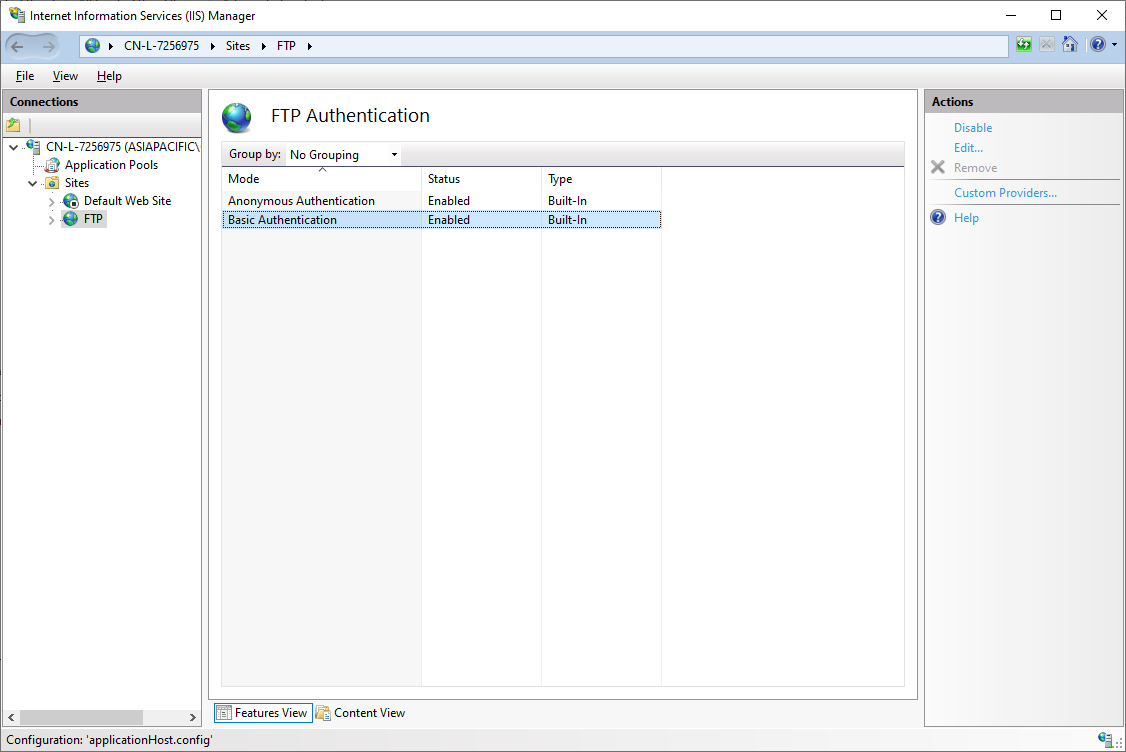 Internet Information Services (IIS) Manager
CN-L-7256975 Sites FTP
File View Help
Connections
CN-L-7256975 (ASIAPACIFIC\
Application Pools
Sites
Default Web Site
FTP
FTP Authentication
Group by: No Grouping
Mode Status Type
Anonymous Authentication Enabled Built-In
Basic Authentication Enabled Built-In
Features View Content View
Actions
Disable
Edit...
Remove
Custom Providers...
Help
Configuration: 'applicationHost.config'